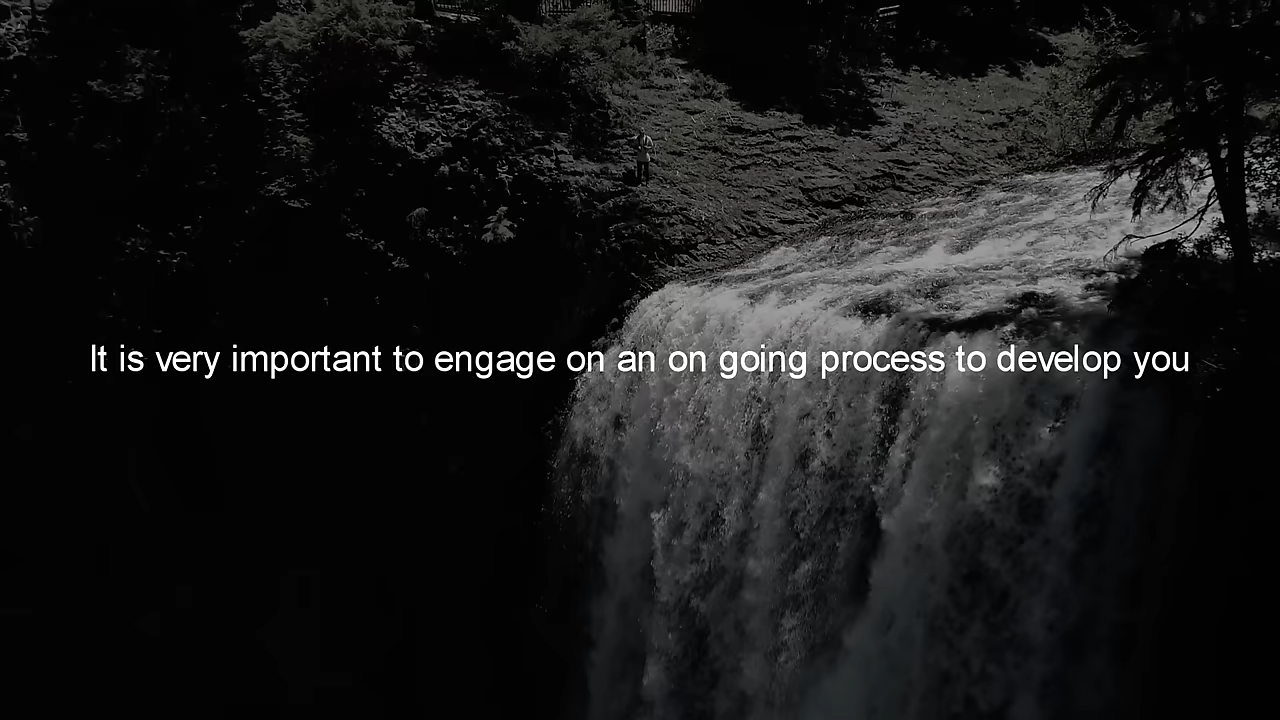 It is very important to engage on an on going process to develop you